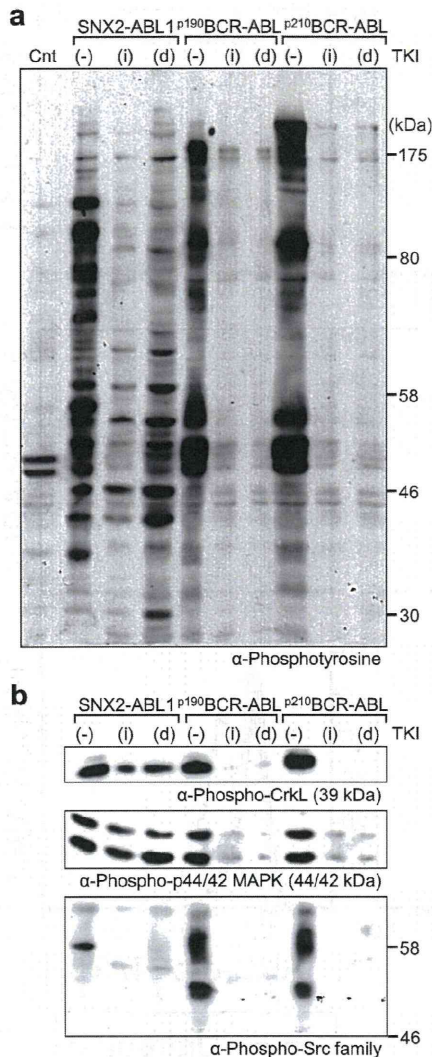 a
SNX2-ABL1 p190BCR-ABL p210BCR-ABL
Cnt (-) (i) (d) (-) (i) (d) (-) (i) (d) TKI
(kDa)
175
80
58
46
30
α-Phosphotyrosine
b
SNX2-ABL1 p190BCR-ABL p210BCR-ABL
(-) (i) (d) (-) (i) (d) (-) (i) (d) TKI
α-Phospho-CrkL (39 kDa)
α-Phospho-p44/42 MAPK (44/42 kDa)
58
46
α-Phospho-Src family